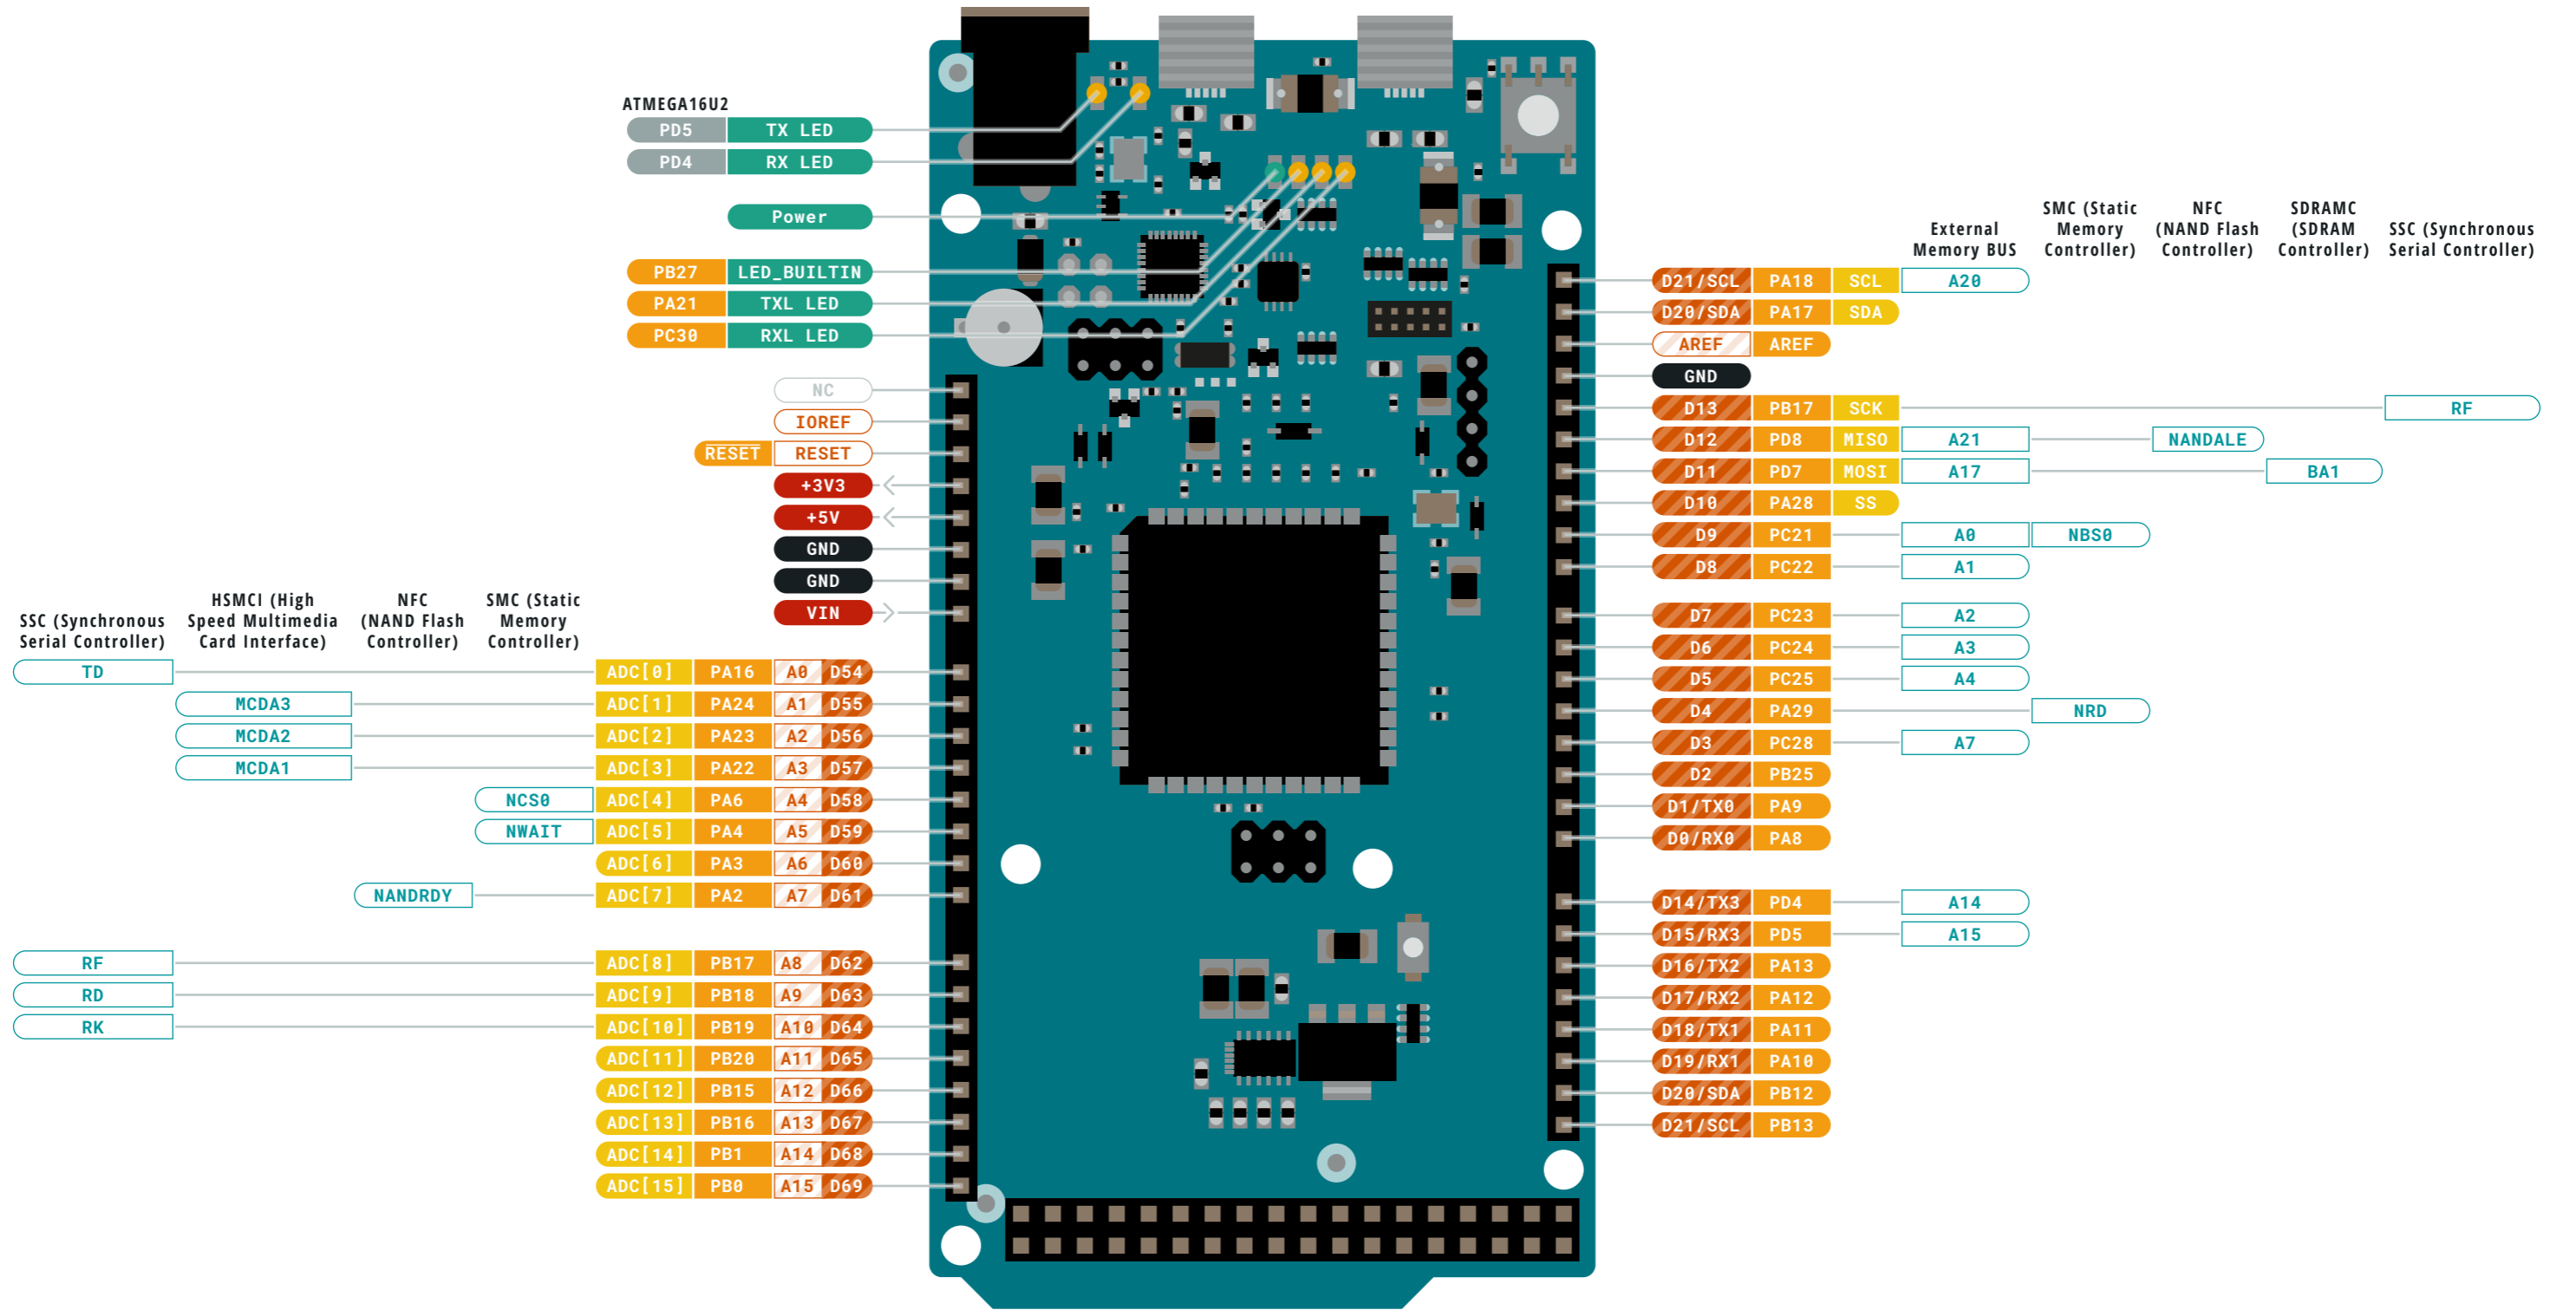 ATMEGA16U2
PD5 TX LED
PD4 RX LED
Power
PB27 LED_BUILTIN
PA21 TXL LED
PC30 RXL LED
NC
IOREF
RESET RESET
+3V3
+5V
GND
GND
VIN
SSC (Synchronous
Serial Controller)
HSMCI (High
Speed Multimedia
Card Interface)
NFC
(NAND Flash
Controller)
SMC (Static
Memory
Controller)
TD ADC[0] PA16 A0 D54
MCDA3 ADC[1] PA24 A1 D55
MCDA2 ADC[2] PA23 A2 D56
MCDA1 ADC[3] PA22 A3 D57
NCS0 ADC[4] PA6 A4 D58
NWAIT ADC[5] PA4 A5 D59
ADC[6] PA3 A6 D60
NANDRDY ADC[7] PA2 A7 D61
RF ADC[8] PB17 A8 D62
RD ADC[9] PB18 A9 D63
RK ADC[10] PB19 A10 D64
ADC[11] PB20 A11 D65
ADC[12] PB15 A12 D66
ADC[13] PB16 A13 D67
ADC[14] PB1 A14 D68
ADC[15] PB0 A15 D69
External
Memory BUS
SMC (Static
Memory
Controller)
NFC
(NAND Flash
Controller)
SDRAMC
(SDRAM
Controller)
SSC (Synchronous
Serial Controller)
D21/SCL PA18 SCL A20
D20/SDA PA17 SDA
AREF AREF
GND
D13 PB17 SCK RF
D12 PD8 MISO A21 NANDALE
D11 PD7 MOSI A17 BA1
D10 PA28 SS
D9 PC21 A0 NBS0
D8 PC22 A1
D7 PC23 A2
D6 PC24 A3
D5 PC25 A4
D4 PA29 NRD
D3 PC28 A7
D2 PB25
D1/TX0 PA9
D0/RX0 PA8
D14/TX3 PD4 A14
D15/RX3 PD5 A15
D16/TX2 PA13
D17/RX2 PA12
D18/TX1 PA11
D19/RX1 PA10
D20/SDA PB12
D21/SCL PB13